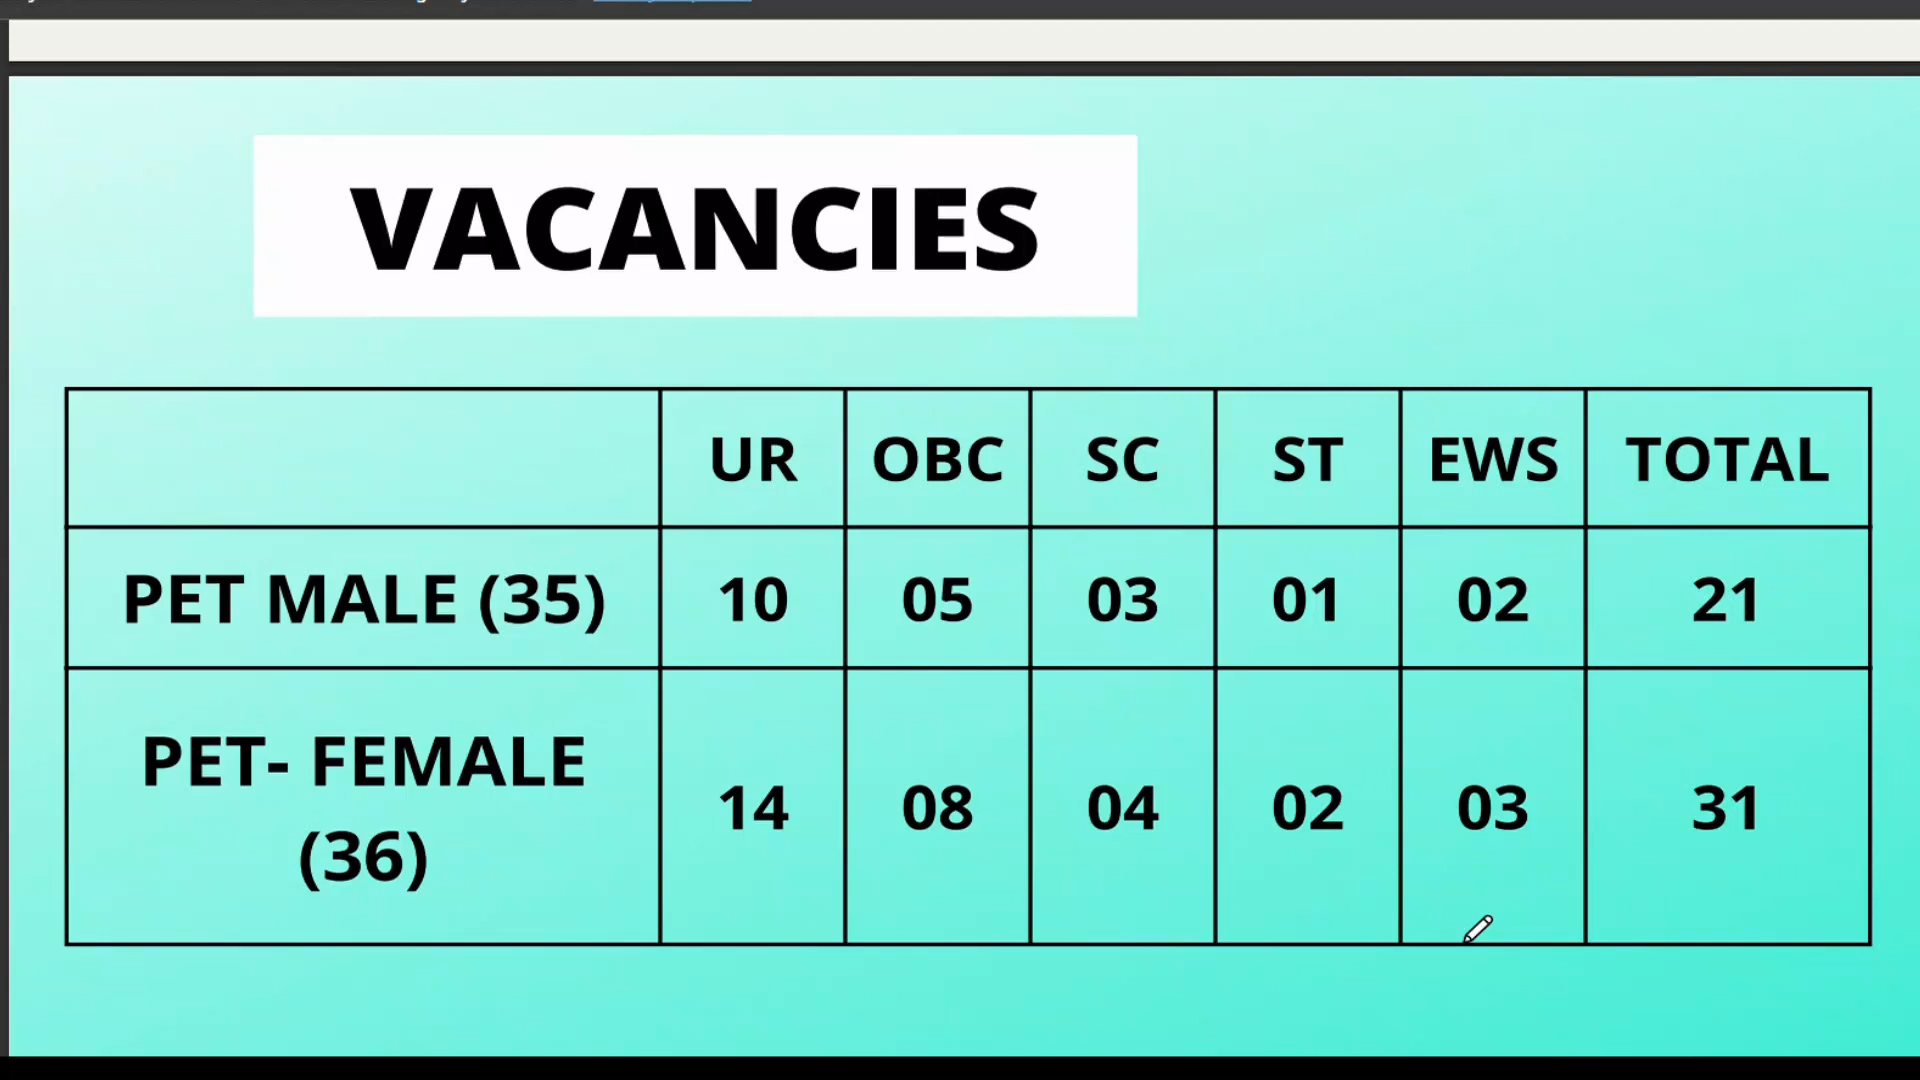 VACANCIES
UR OBC SC ST EWS TOTAL
PET MALE (35) 10 05 03 01 02 21
PET- FEMALE
(36) 14 08 04 02 03 31